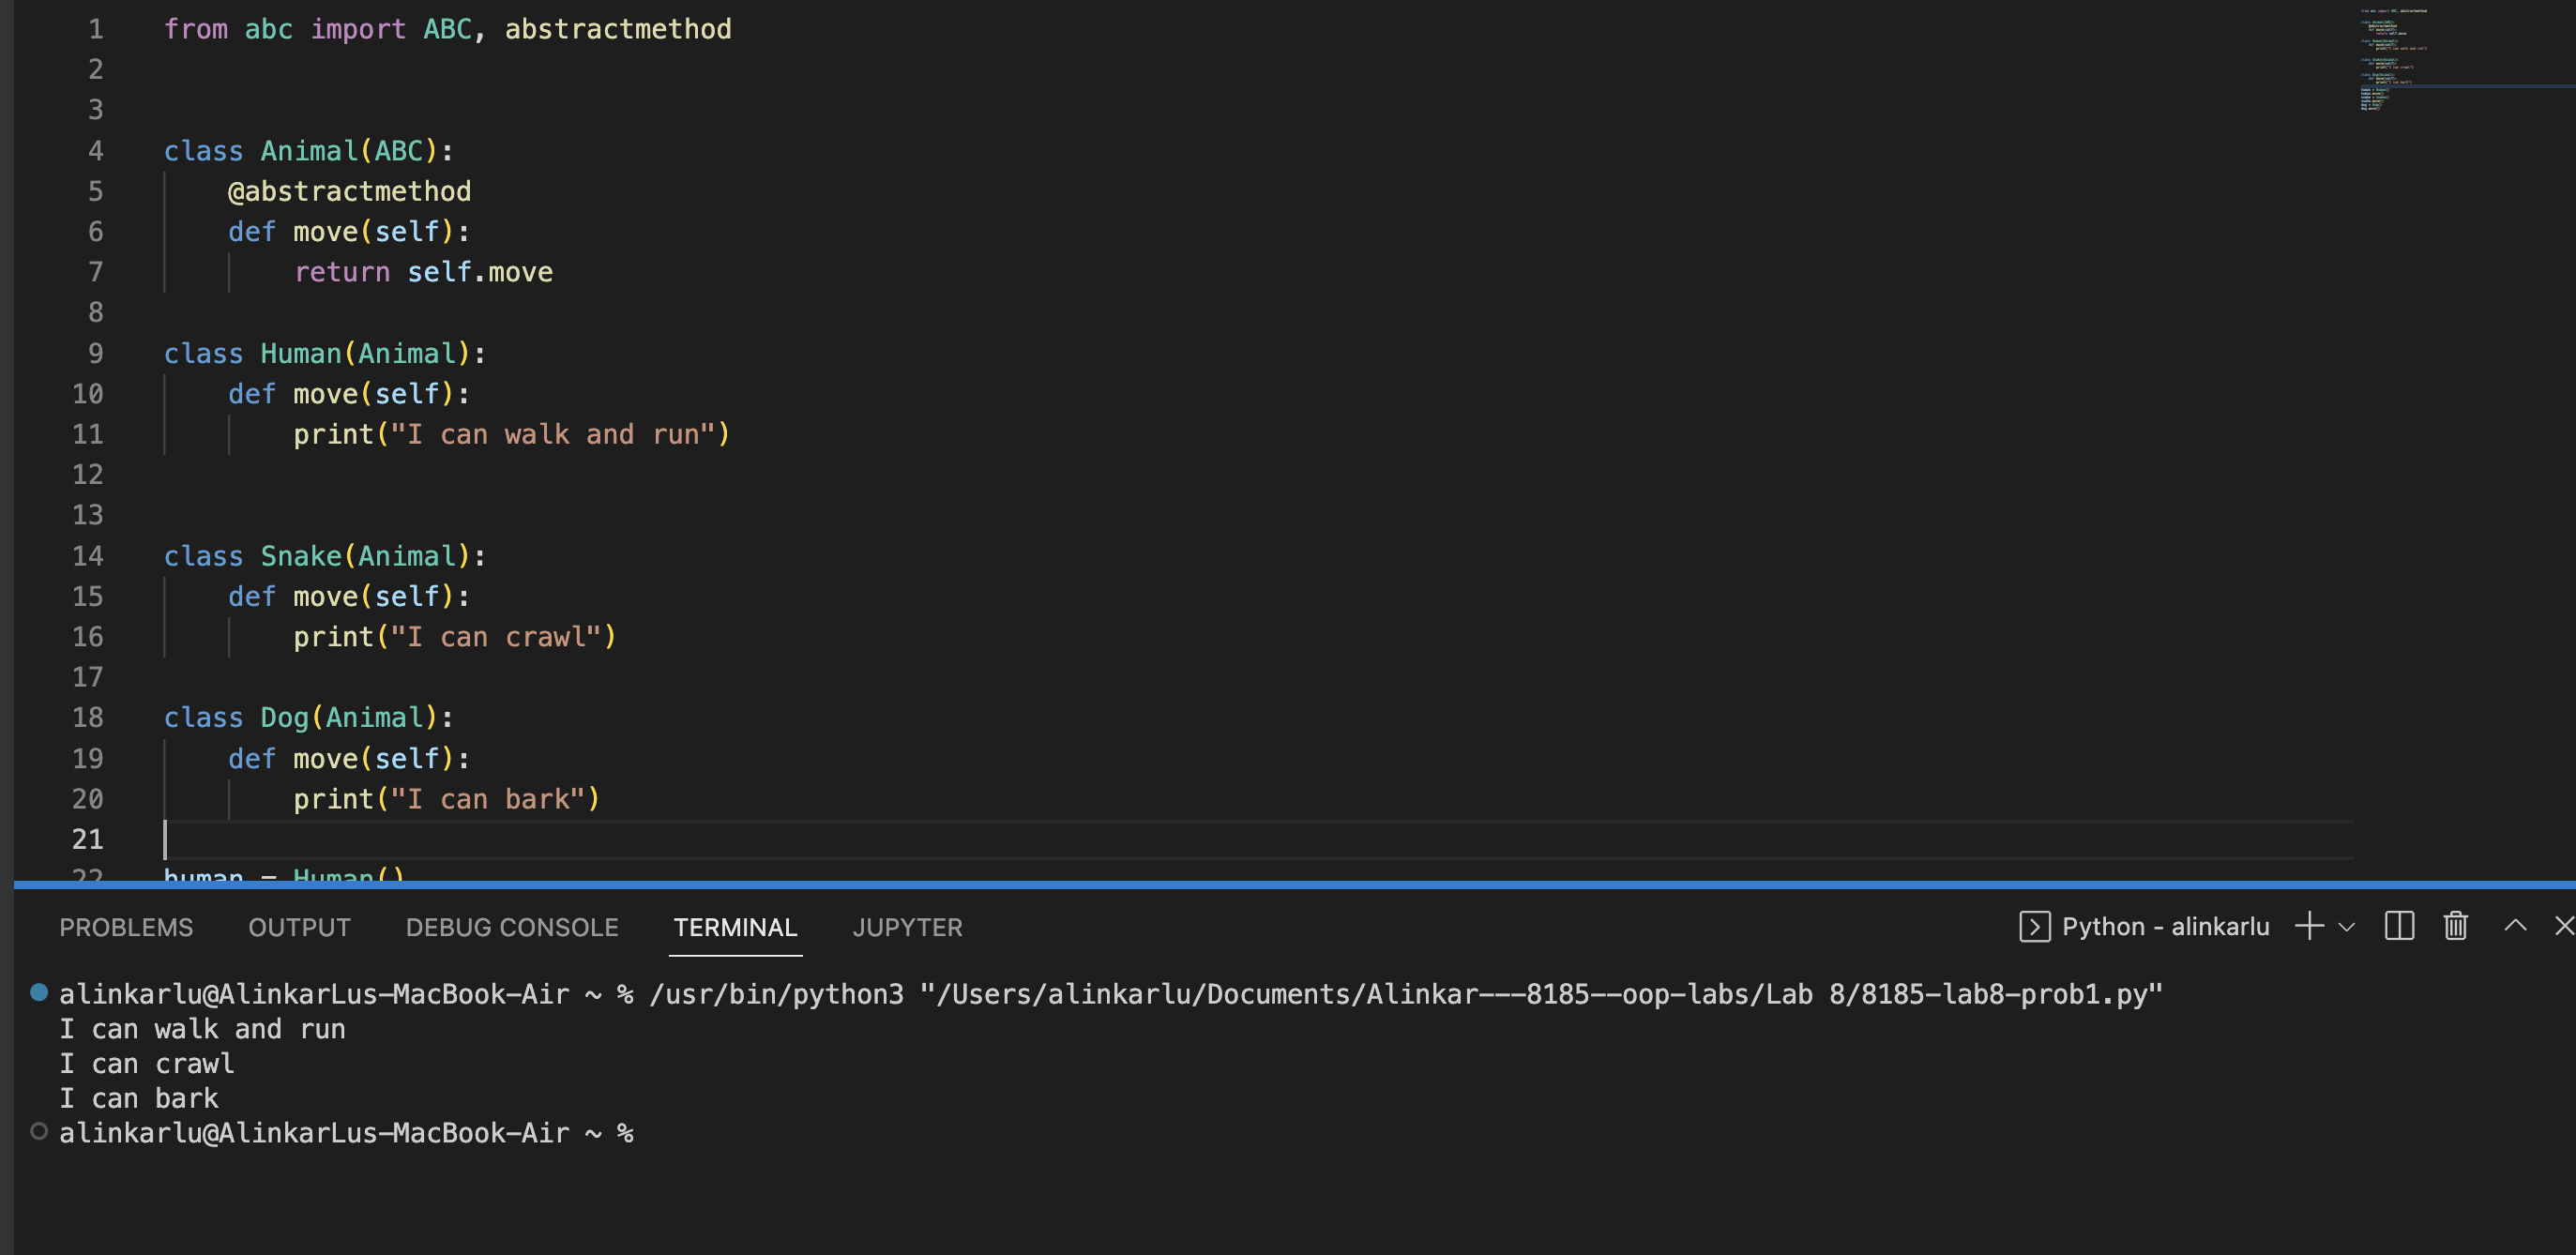 1 from abc import ABC, abstractmethod
2
3
4 class Animal(ABC):
5     @abstractmethod
6     def move(self):
7         return self.move
8
9 class Human(Animal):
10     def move(self):
11         print("I can walk and run")
12
13
14 class Snake(Animal):
15     def move(self):
16         print("I can crawl")
17
18 class Dog(Animal):
19     def move(self):
20         print("I can bark")
21
22 human = Human()
PROBLEMS OUTPUT DEBUG CONSOLE TERMINAL JUPYTER Python - alinkarlu
alinkarlu@AlinkarLus-MacBook-Air ~ % /usr/bin/python3 "/Users/alinkarlu/Documents/Alinkar---8185--oop-labs/Lab 8/8185-lab8-prob1.py"
I can walk and run
I can crawl
I can bark
alinkarlu@AlinkarLus-MacBook-Air ~ %